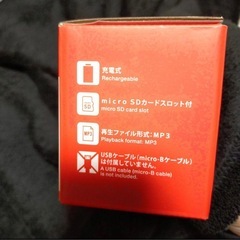 充電式
Rechargeable
micro SDカードスロット付
micro SD card slot
micro
SD
再生ファイル形式:MP3
Playback format: MP3
MP3
USBケーブル(micro-Bケーブル)
は付属していません。
A USB cable (micro-B cable)
is not included.